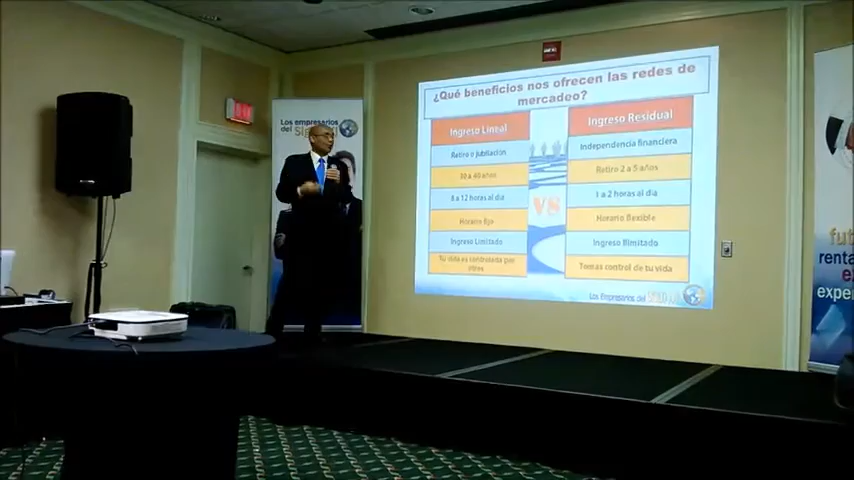 ¿Qué beneficios nos ofrecen las redes de
mercadeo?
Ingreso Lineal
Retiro o jubilación
30 a 40 años
8 a 12 horas al día
Horario fijo
Ingreso Limitado
Tu vida es controlada por
otros
VS
Ingreso Residual
Independencia financiera
Retiro 2 a 5 años
1 a 2 horas al día
Horario flexible
Ingreso Ilimitado
Tomas control de tu vida
Los Empresarios del
Los empresarios
del